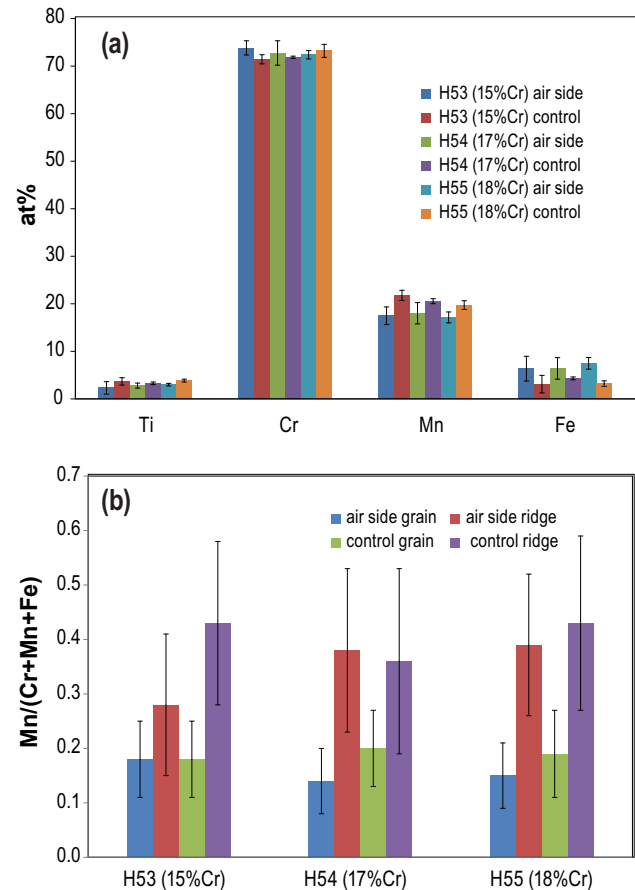 (a)
80
70
60
50
40
30
20
10
0
at%
H53 (15%Cr) air side
H53 (15%Cr) control
H54 (17%Cr) air side
H54 (17%Cr) control
H55 (18%Cr) air side
H55 (18%Cr) control
Ti Cr Mn Fe
(b)
0.7
0.6
0.5
0.4
0.3
0.2
0.1
0.0
Mn/(Cr+Mn+Fe)
air side grain air side ridge
control grain control ridge
H53 (15%Cr) H54 (17%Cr) H55 (18%Cr)